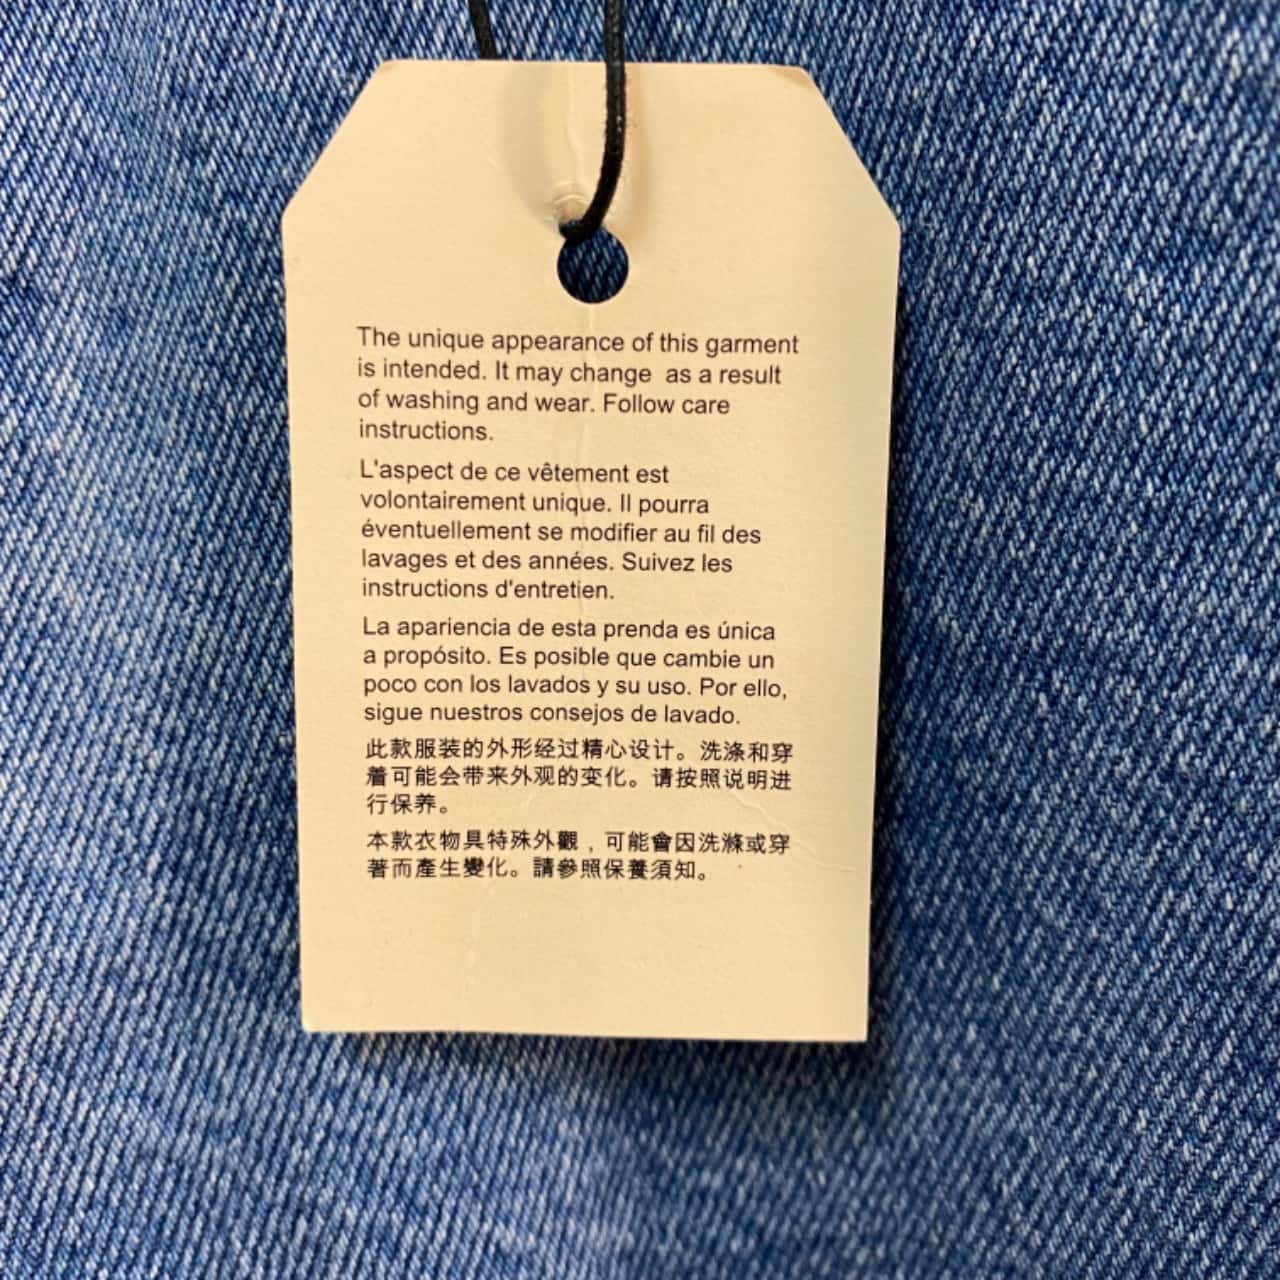 The unique appearance of this garment
is intended. It may change  as a result
of washing and wear. Follow care
instructions.
L'aspect de ce vêtement est
volontairement unique. Il pourra
éventuellement se modifier au fil des
lavages et des années. Suivez les
instructions d'entretien.
La apariencia de esta prenda es única
a propósito. Es posible que cambie un
poco con los lavados y su uso. Por ello,
sigue nuestros consejos de lavado.
此款服装的外形经过精心设计。洗涤和穿
着可能会带来外观的变化。请按照说明进
行保养。
本款衣物具特殊外觀，可能會因洗滌或穿
著而產生變化。請參照保養須知。